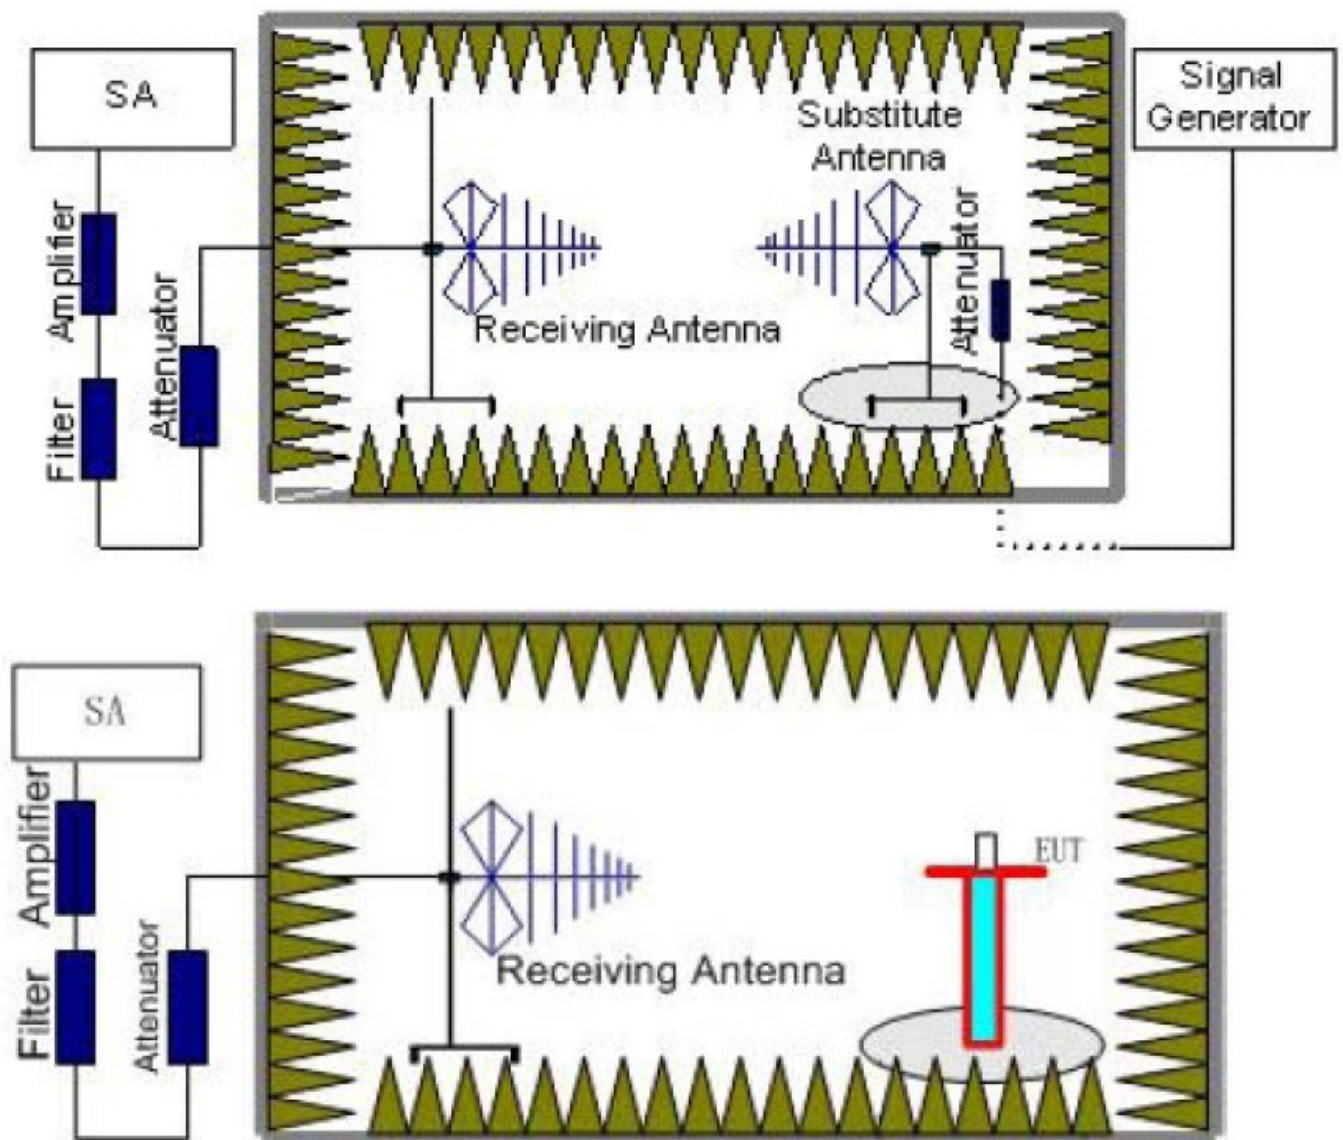 SA
Signal
Generator
Substitute
Antenna
Amplifier
Attenuator
Attenuator
Receiving Antenna
Filter
SA
Amplifier
EUT
Attenuator
Receiving Antenna
Filter